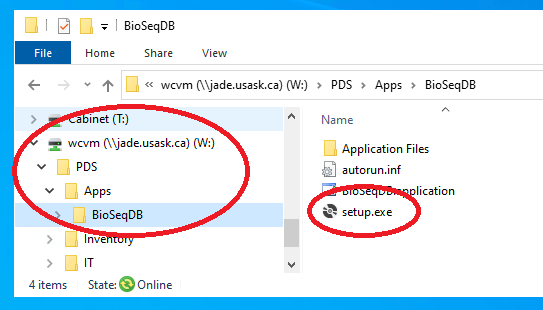 BioSeqDB
File Home Share View
« wcvm (\\jade.usask.ca) (W:) > PDS > Apps > BioSeqDB
Cabinet (T:)
wcvm (\\jade.usask.ca) (W:)
PDS
Apps
BioSeqDB
Inventory
IT
Name
Application Files
autorun.inf
BioSeqDB.application
setup.exe
4 items State: Online